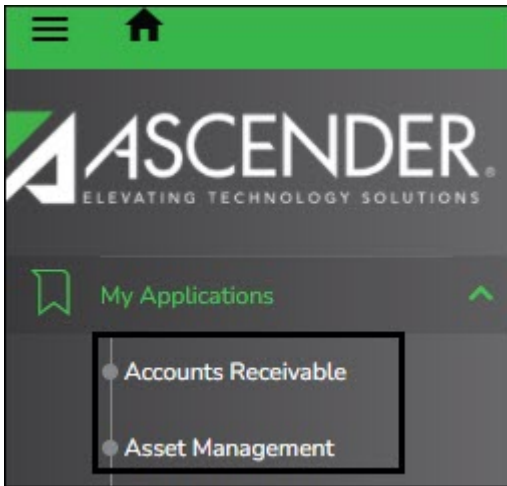 ASCENDER.
ELEVATING TECHNOLOGY SOLUTIONS
My Applications
Accounts Receivable
Asset Management